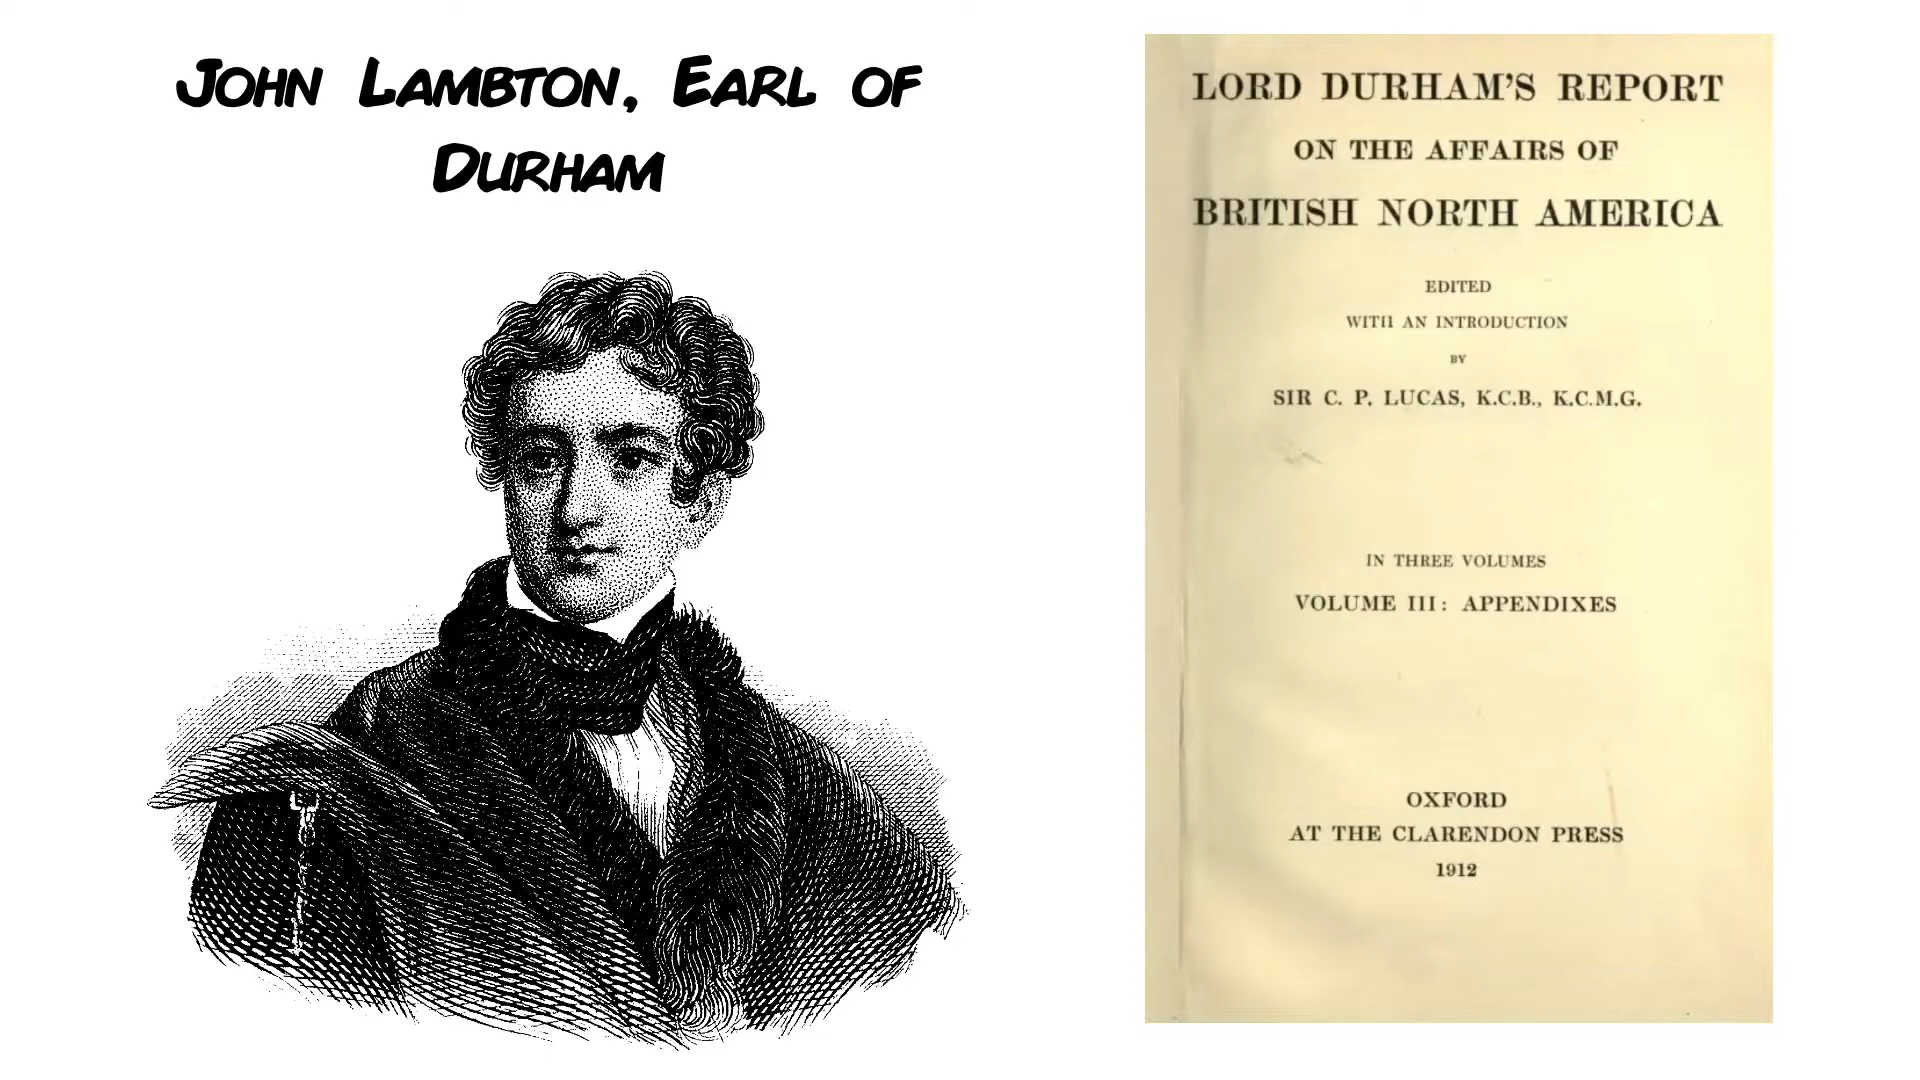 John Lambton, Earl of
Durham
LORD DURHAM'S REPORT
ON THE AFFAIRS OF
BRITISH NORTH AMERICA
EDITED
WITH AN INTRODUCTION
BY
SIR C. P. LUCAS, K.C.B., K.C.M.G.
IN THREE VOLUMES
VOLUME III: APPENDIXES
OXFORD
AT THE CLARENDON PRESS
1912